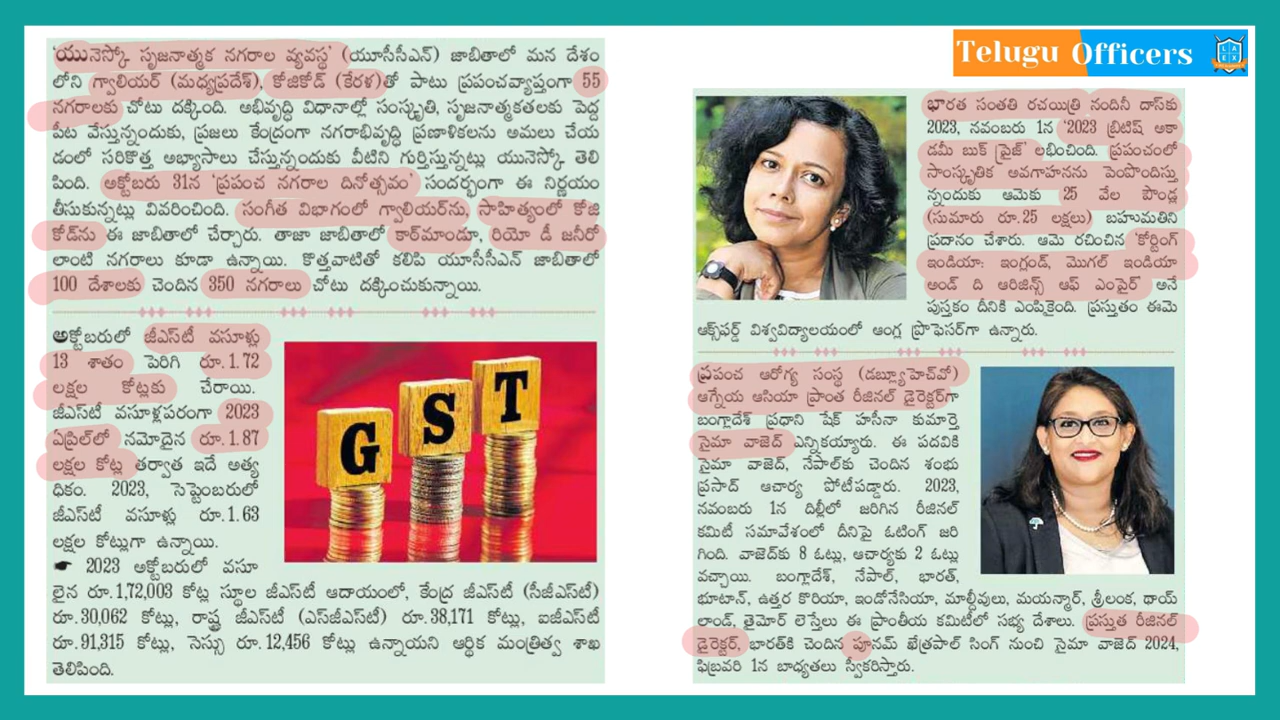 ‘యునెస్కో సృజనాత్మక నగరాల వ్యవస్థ’ (యూసీసీఎన్) జాబితాలో మన దేశం
లోని గ్వాలియర్ (మధ్యప్రదేశ్), కోజికోడ్ (కేరళ)తో పాటు ప్రపంచవ్యాప్తంగా 55
నగరాలకు చోటు దక్కింది. అభివృద్ధి విధానాల్లో సంస్కృతి, సృజనాత్మకతలకు పెద్ద
పీట వేస్తున్నందుకు, ప్రజలు కేంద్రంగా నగరాభివృద్ధి ప్రణాళికలను అమలు చేయ
డంలో సరికొత్త అభ్యాసాలు చేస్తున్నందుకు వీటిని గుర్తిస్తున్నట్లు యునెస్కో తెలి
పింది. అక్టోబరు 31న ‘ప్రపంచ నగరాల దినోత్సవం’ సందర్భంగా ఈ నిర్ణయం
తీసుకున్నట్లు వివరించింది. సంగీత విభాగంలో గ్వాలియర్‌ను, సాహిత్యంలో కోజి
కోడ్‌ను ఈ జాబితాలో చేర్చారు. తాజా జాబితాలో కాఠ్‌మాండూ, రియో డీ జనీరో
లాంటి నగరాలు కూడా ఉన్నాయి. కొత్తవాటితో కలిపి యూసీసీఎన్ జాబితాలో
100 దేశాలకు చెందిన 350 నగరాలు చోటు దక్కించుకున్నాయి.
అక్టోబరులో జీఎస్‌టీ వసూళ్లు
13 శాతం పెరిగి రూ.1.72
లక్షల కోట్లకు చేరాయి.
జీఎస్‌టీ వసూళ్లపరంగా 2023
ఏప్రిల్‌లో నమోదైన రూ.1.87
లక్షల కోట్ల తర్వాత ఇదే అత్య
ధికం. 2023, సెప్టెంబరులో
జీఎస్‌టీ వసూళ్లు రూ.1.63
లక్షల కోట్లుగా ఉన్నాయి.
☛ 2023 అక్టోబరులో వసూ
లైన రూ.1,72,003 కోట్ల స్థూల జీఎస్‌టీ ఆదాయంలో, కేంద్ర జీఎస్‌టీ (సీజీఎస్‌టీ)
రూ.30,062 కోట్లు, రాష్ట్ర జీఎస్‌టీ (ఎస్‌జీఎస్‌టీ) రూ.38,171 కోట్లు, ఐజీఎస్‌టీ
రూ.91,315 కోట్లు, సెస్సు రూ.12,456 కోట్లు ఉన్నాయని ఆర్థిక మంత్రిత్వ శాఖ
తెలిపింది.
G S T
Telugu Officers
LA
EX
భారత సంతతి రచయిత్రి నందినీ దాస్‌కు
2023, నవంబరు 1న ‘2023 బ్రిటిష్ అకా
డమీ బుక్ ప్రైజ్’ లభించింది. ప్రపంచంలో
సాంస్కృతిక అవగాహనను పెంపొందిస్తు
న్నందుకు ఆమెకు 25 వేల పౌండ్ల
(సుమారు రూ.25 లక్షలు) బహుమతిని
ప్రదానం చేశారు. ఆమె రచించిన ‘కోర్టింగ్
ఇండియా: ఇంగ్లండ్, మొగల్ ఇండియా
అండ్ ది ఆరిజిన్స్ ఆఫ్ ఎంపైర్’ అనే
పుస్తకం దీనికి ఎంపికైంది. ప్రస్తుతం ఈమె
ఆక్స్‌ఫర్డ్ విశ్వవిద్యాలయంలో ఆంగ్ల ప్రొఫెసర్‌గా ఉన్నారు.
ప్రపంచ ఆరోగ్య సంస్థ (డబ్ల్యూహెచ్‌వో)
ఆగ్నేయ ఆసియా ప్రాంత రీజినల్ డైరెక్టర్‌గా
బంగ్లాదేశ్ ప్రధాని షేక్ హసీనా కుమార్తె
సైమా వాజెద్ ఎన్నికయ్యారు. ఈ పదవికి
సైమా వాజెద్, నేపాల్‌కు చెందిన శంభు
ప్రసాద్ ఆచార్య పోటీపడ్డారు. 2023,
నవంబరు 1న దిల్లీలో జరిగిన రీజినల్
కమిటీ సమావేశంలో దీనిపై ఓటింగ్ జరి
గింది. వాజెద్‌కు 8 ఓట్లు, ఆచార్యకు 2 ఓట్లు
వచ్చాయి. బంగ్లాదేశ్, నేపాల్, భారత్,
భూటాన్, ఉత్తర కొరియా, ఇండోనేసియా, మాల్దీవులు, మయన్మార్, శ్రీలంక, థాయ్
లాండ్, తైమోర్ లెస్తేలు ఈ ప్రాంతీయ కమిటీలో సభ్య దేశాలు. ప్రస్తుత రీజినల్
డైరెక్టర్, భారత్‌కి చెందిన పూనమ్ ఖేత్రపాల్ సింగ్ నుంచి సైమా వాజెద్ 2024,
ఫిబ్రవరి 1న బాధ్యతలు స్వీకరిస్తారు.